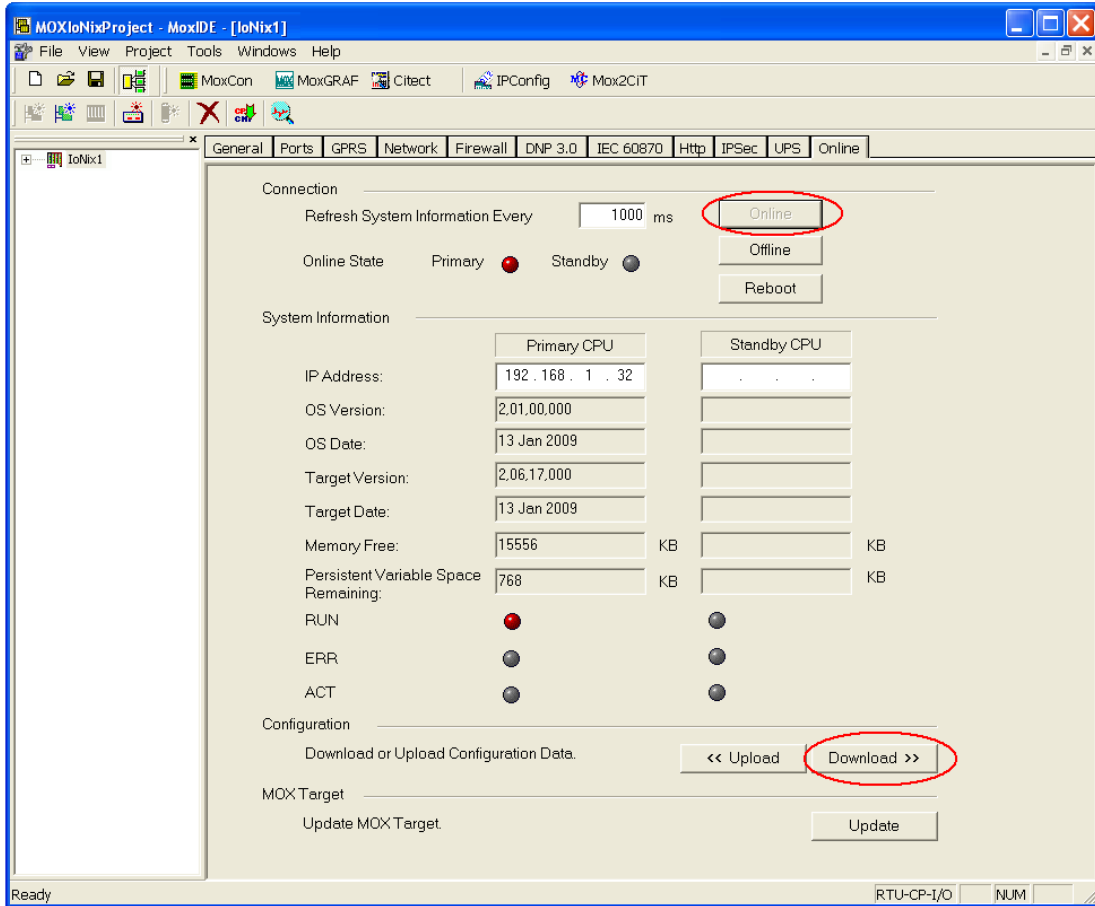 MOXIoNixProject - MoxIDE - [IoNix1]
File View Project Tools Windows Help
MoxCon MoxGRAF Citect IPConfig Mox2CiT
IoNix1
General Ports GPRS Network Firewall DNP 3.0 IEC 60870 Http IPSec UPS Online
Connection
Refresh System Information Every 1000 ms Online
Offline
Online State Primary Standby
Reboot
System Information
Primary CPU Standby CPU
IP Address: 192 . 168 . 1 . 32 . . .
OS Version: 2,01,00,000
OS Date: 13 Jan 2009
Target Version: 2,06,17,000
Target Date: 13 Jan 2009
Memory Free: 15556 KB KB
Persistent Variable Space
Remaining: 768 KB KB
RUN
ERR
ACT
Configuration
Download or Upload Configuration Data. << Upload Download >>
MOX Target
Update MOX Target. Update
Ready RTU-CP-I/O NUM